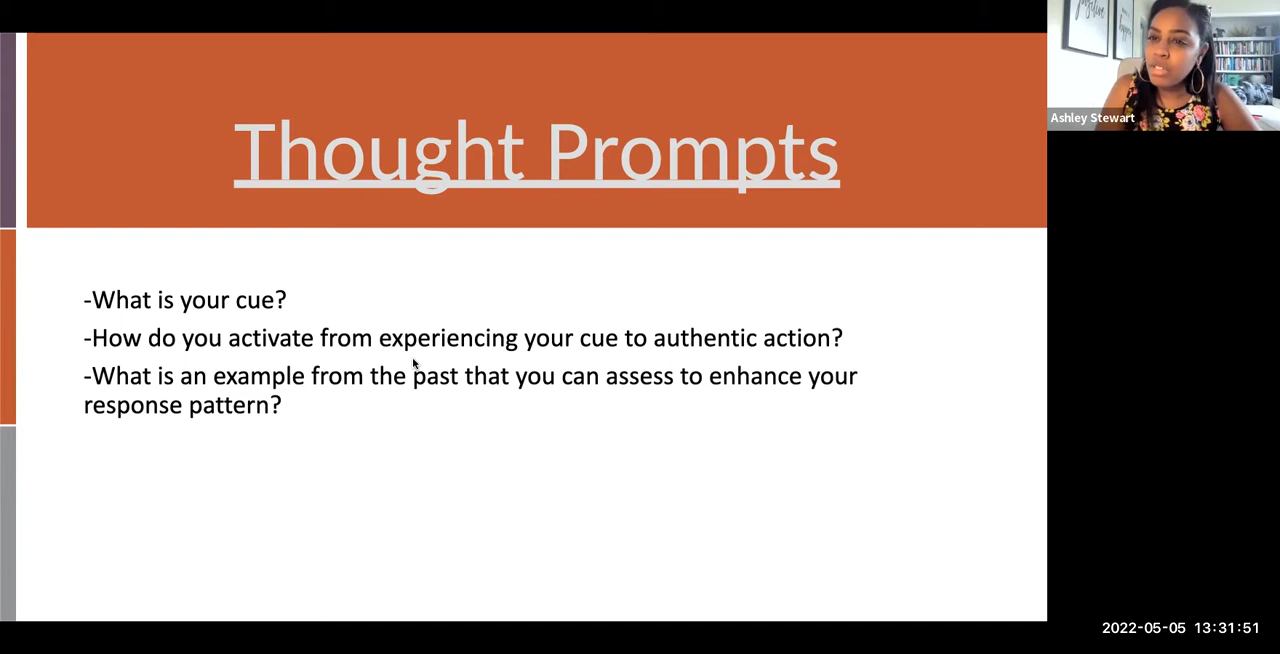 Thought Prompts
-What is your cue?
-How do you activate from experiencing your cue to authentic action?
-What is an example from the past that you can assess to enhance your
response pattern?
positive
Ashley Stewart
2022-05-05 13:31:51